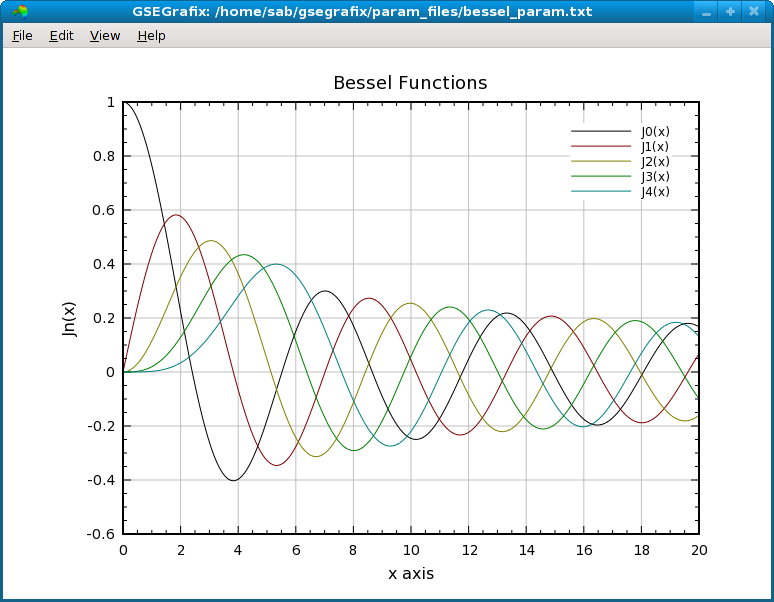 GSEGrafix: /home/sab/gsegrafix/param_files/bessel_param.txt
File Edit View Help
Bessel Functions
J0(x)
J1(x)
J2(x)
J3(x)
J4(x)
Jn(x)
1
0.8
0.6
0.4
0.2
0
-0.2
-0.4
-0.6
0 2 4 6 8 10 12 14 16 18 20
x axis